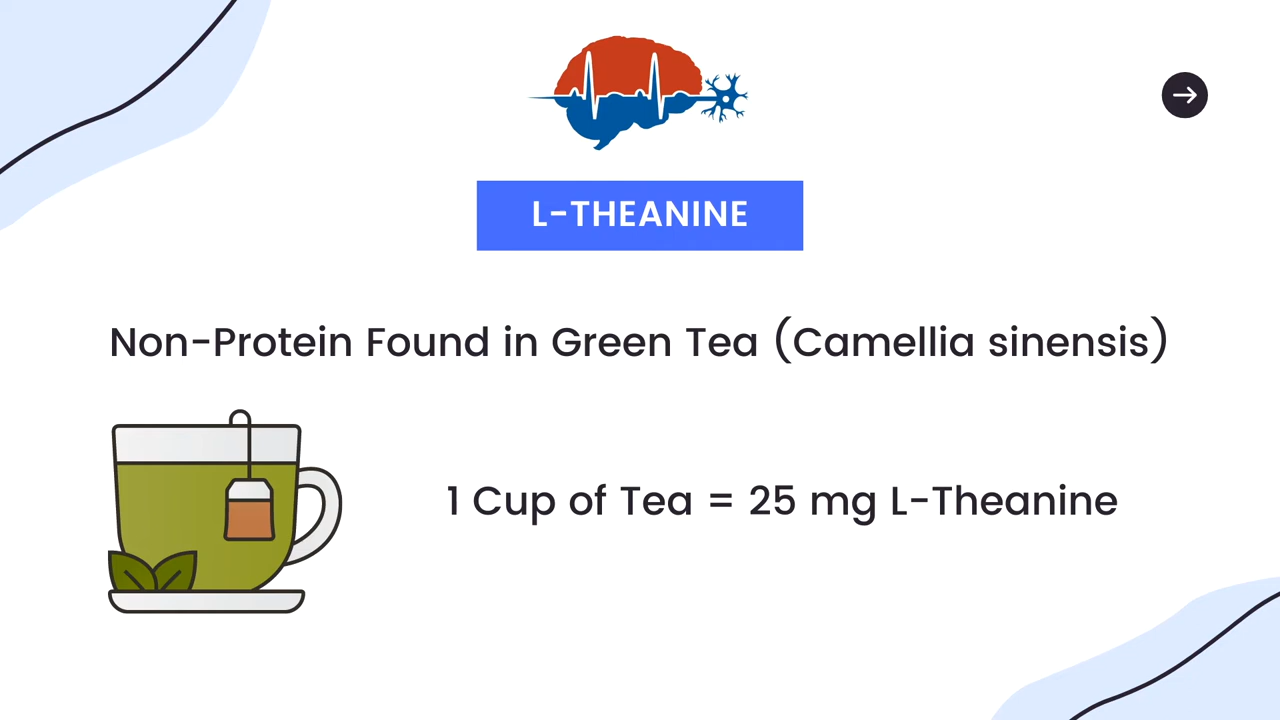 L-THEANINE
Non-Protein Found in Green Tea (Camellia sinensis)
1 Cup of Tea = 25 mg L-Theanine